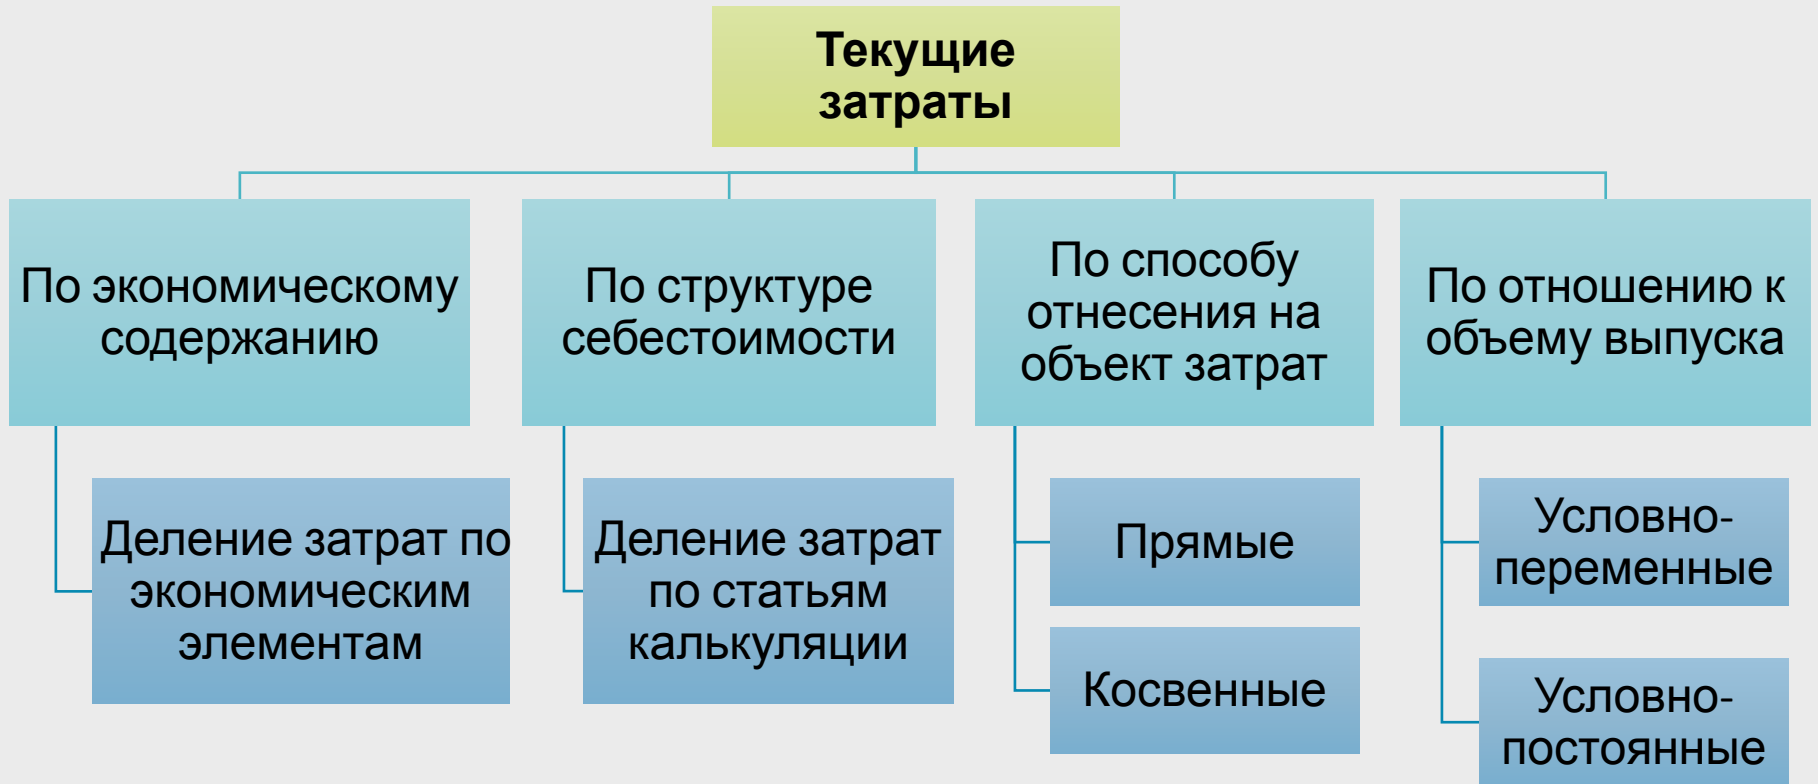 Текущие
затраты
По экономическому
содержанию
По структуре
себестоимости
По способу
отнесения на
объект затрат
По отношению к
объему выпуска
Деление затрат по
экономическим
элементам
Деление затрат
по статьям
калькуляции
Прямые
Косвенные
Условно-
переменные
Условно-
постоянные